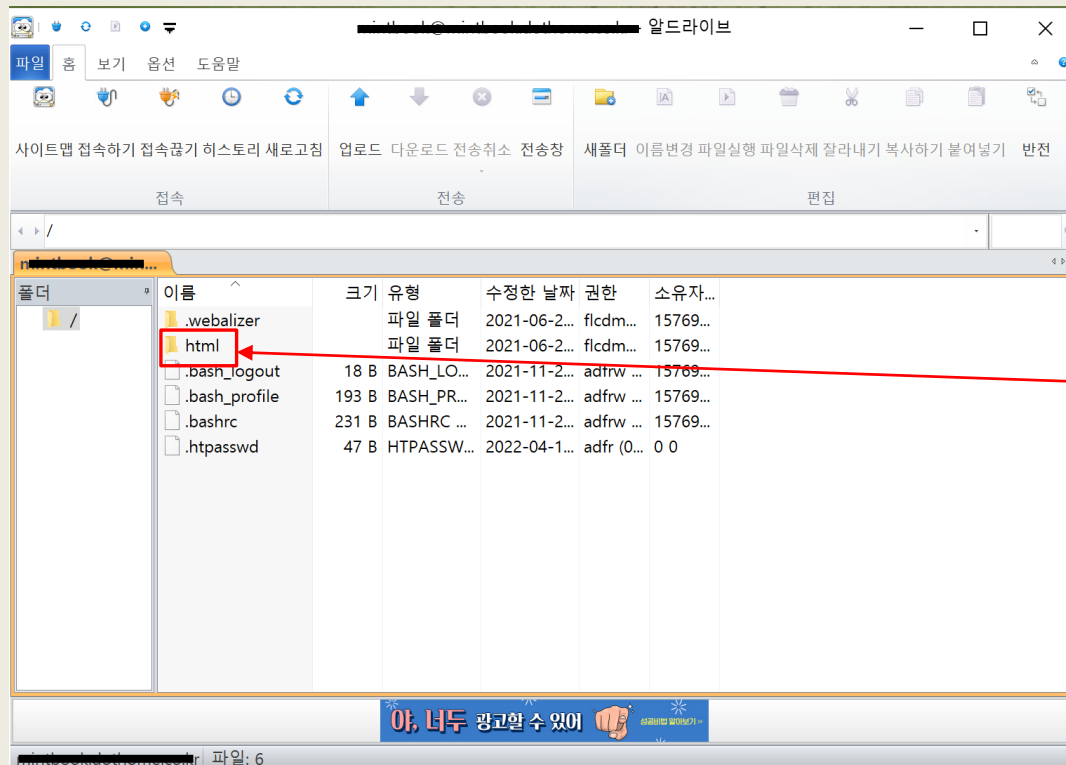 알드라이브
파일 홈 보기 옵션 도움말
사이트맵 접속하기 접속끊기 히스토리 새로고침 업로드 다운로드 전송취소 전송창 새폴더 이름변경 파일실행 파일삭제 잘라내기 복사하기 붙여넣기 반전
접속 전송 편집
/
폴더 이름 크기 유형 수정한 날짜 권한 소유자...
/ .webalizer 파일 폴더 2021-06-2... flcdm... 15769...
html 파일 폴더 2021-06-2... flcdm... 15769...
.bash_logout 18 B BASH_LO... 2021-11-2... adfrw ... 15769...
.bash_profile 193 B BASH_PR... 2021-11-2... adfrw ... 15769...
.bashrc 231 B BASHRC ... 2021-11-2... adfrw ... 15769...
.htpasswd 47 B HTPASSW... 2022-04-1... adfr (0... 0 0
야, 너두 광고할 수 있어 성공비법 알아보기 »
파일: 6